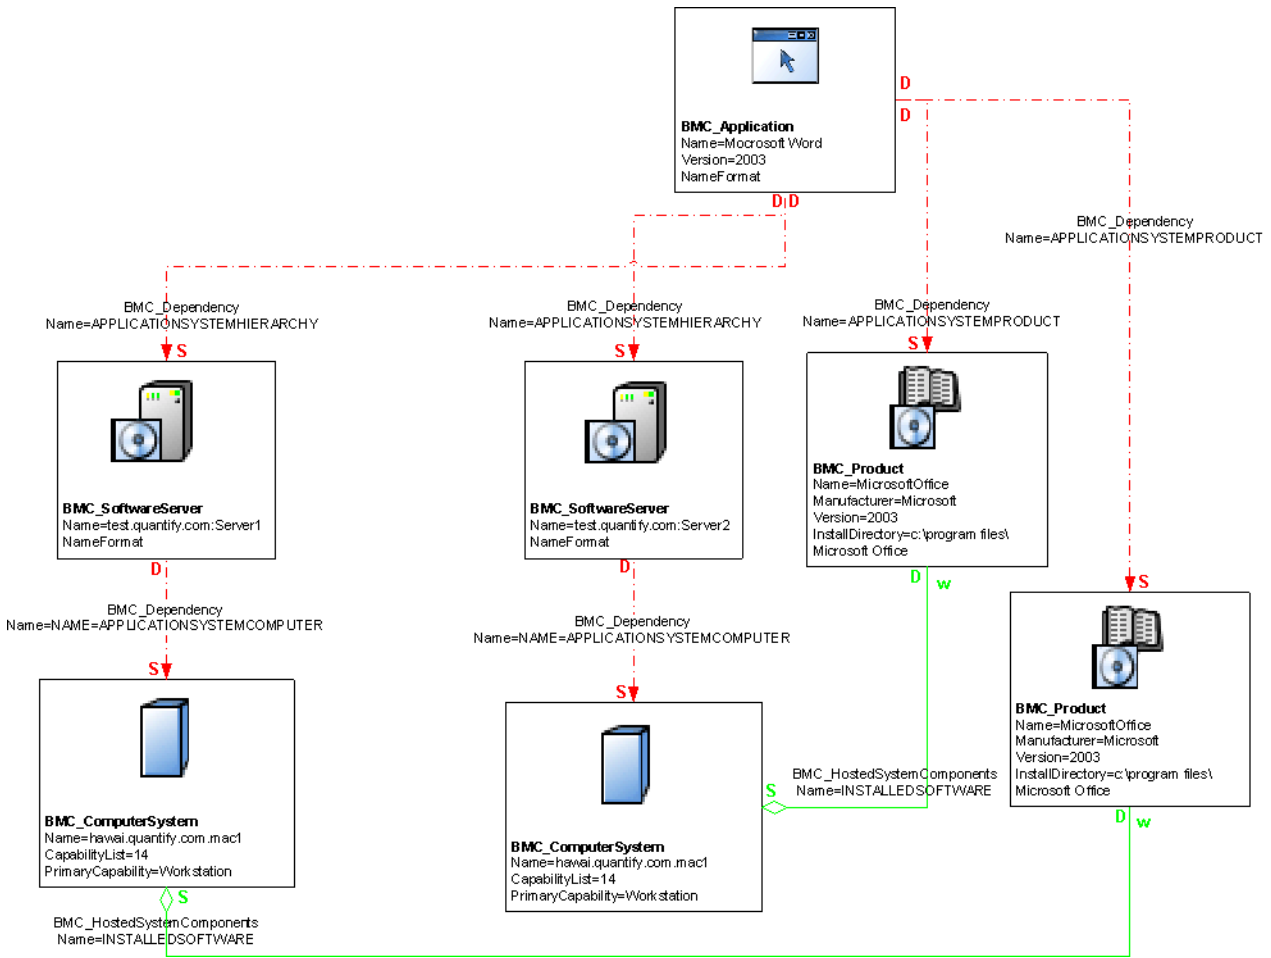 D
D
BMC_Application
Name=Mocrosoft Word
Version=2003
NameFormat
D D
BMC_Dependency
Name=APPLICATIONSYSTEMPRODUCT
BMC_Dependency
Name=APPLICATIONSYSTEMHIERARCHY
S
BMC_Dependency
Name=APPLICATIONSYSTEMHIERARCHY
S
BMC_Dependency
Name=APPLICATIONSYSTEMPRODUCT
S
BMC_SoftwareServer
Name=test.quantify.com:Server1
NameFormat
D
BMC_SoftwareServer
Name=test.quantify.com:Server2
NameFormat
D
BMC_Product
Name=MicrosoftOffice
Manufacturer=Microsoft
Version=2003
InstallDirectory=c:\program files\
Microsoft Office
D w
S
BMC_Dependency
Name=NAME=APPLICATIONSYSTEMCOMPUTER
S
BMC_Dependency
Name=NAME=APPLICATIONSYSTEMCOMPUTER
S
BMC_Product
Name=MicrosoftOffice
Manufacturer=Microsoft
Version=2003
InstallDirectory=c:\program files\
Microsoft Office
D w
BMC_HostedSystemComponents
Name=INSTALLEDSOFTWARE
S
BMC_ComputerSystem
Name=hawai.quantify.com.mac1
CapabilityList=14
PrimaryCapability=Workstation
S
BMC_ComputerSystem
Name=hawai.quantify.com.mac1
CapabilityList=14
PrimaryCapability=Workstation
BMC_HostedSystemComponents
Name=INSTALLEDSOFTWARE